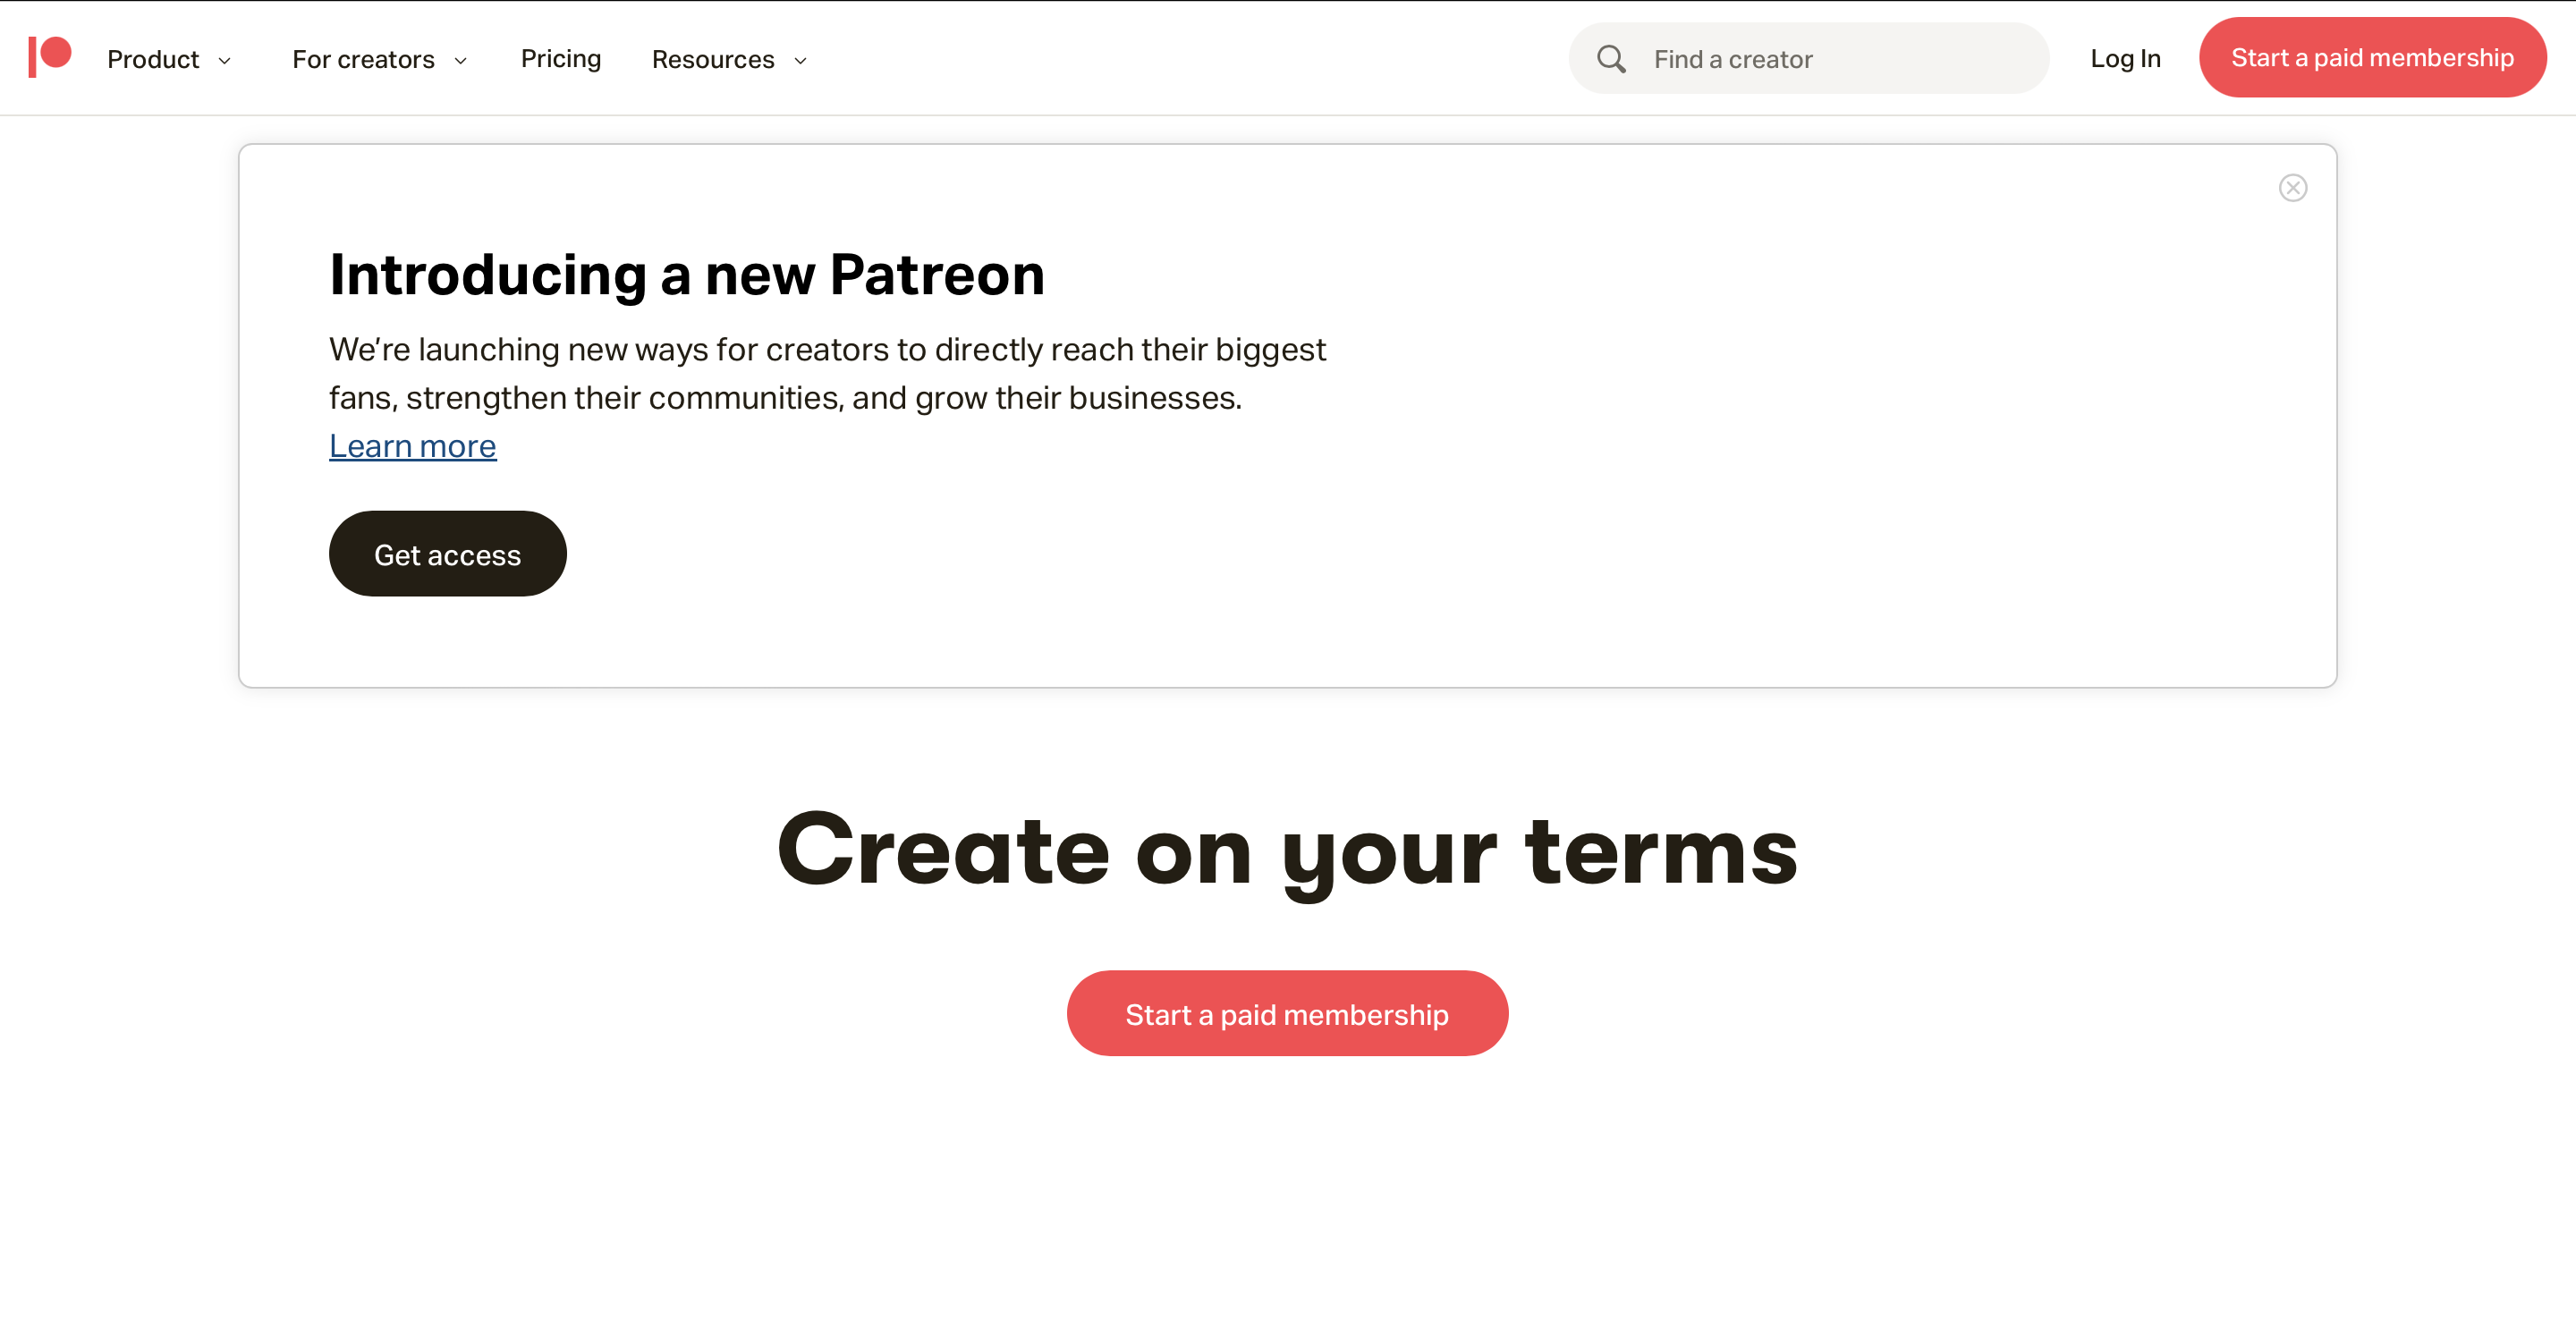 Product
For creators
Pricing
Resources
Find a creator
Log In
Start a paid membership
Introducing a new Patreon
We’re launching new ways for creators to directly reach their biggest
fans, strengthen their communities, and grow their businesses.
Learn more
Get access
Create on your terms
Start a paid membership